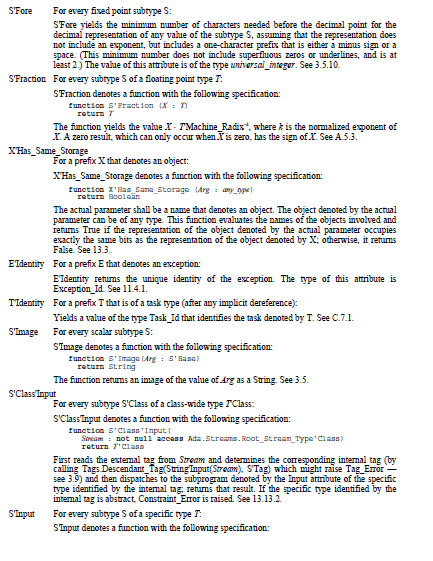 S'Fore For every fixed point subtype S:
S'Fore yields the minimum number of characters needed before the decimal point for the
decimal representation of any value of the subtype S, assuming that the representation does
not include an exponent, but includes a one-character prefix that is either a minus sign or a
space. (This minimum number does not include superfluous zeros or underlines, and is at
least 2.) The value of this attribute is of the type universal_integer. See 3.5.10.
S'Fraction For every subtype S of a floating point type T:
S'Fraction denotes a function with the following specification:
function S'Fraction (X : T)
return T
The function yields the value X · T'Machine_Radix⁻ᵏ, where k is the normalized exponent of
X. A zero result, which can only occur when X is zero, has the sign of X. See A.5.3.
X'Has_Same_Storage
For a prefix X that denotes an object:
X'Has_Same_Storage denotes a function with the following specification:
function X'Has_Same_Storage (Arg : any_type)
return Boolean
The actual parameter shall be a name that denotes an object. The object denoted by the actual
parameter can be of any type. This function evaluates the names of the objects involved and
returns True if the representation of the object denoted by the actual parameter occupies
exactly the same bits as the representation of the object denoted by X; otherwise, it returns
False. See 13.3.
E'Identity For a prefix E that denotes an exception:
E'Identity returns the unique identity of the exception. The type of this attribute is
Exception_Id. See 11.4.1.
T'Identity For a prefix T that is of a task type (after any implicit dereference):
Yields a value of the type Task_Id that identifies the task denoted by T. See C.7.1.
S'Image For every scalar subtype S:
S'Image denotes a function with the following specification:
function S'Image(Arg : S'Base)
return String
The function returns an image of the value of Arg as a String. See 3.5.
S'Class'Input
For every subtype S'Class of a class-wide type T'Class:
S'Class'Input denotes a function with the following specification:
function S'Class'Input(
Stream : not null access Ada.Streams.Root_Stream_Type'Class)
return T'Class
First reads the external tag from Stream and determines the corresponding internal tag (by
calling Tags.Descendant_Tag(String'Input(Stream), S'Tag) which might raise Tag_Error —
see 3.9) and then dispatches to the subprogram denoted by the Input attribute of the specific
type identified by the internal tag; returns that result. If the specific type identified by the
internal tag is abstract, Constraint_Error is raised. See 13.13.2.
S'Input For every subtype S of a specific type T:
S'Input denotes a function with the following specification: